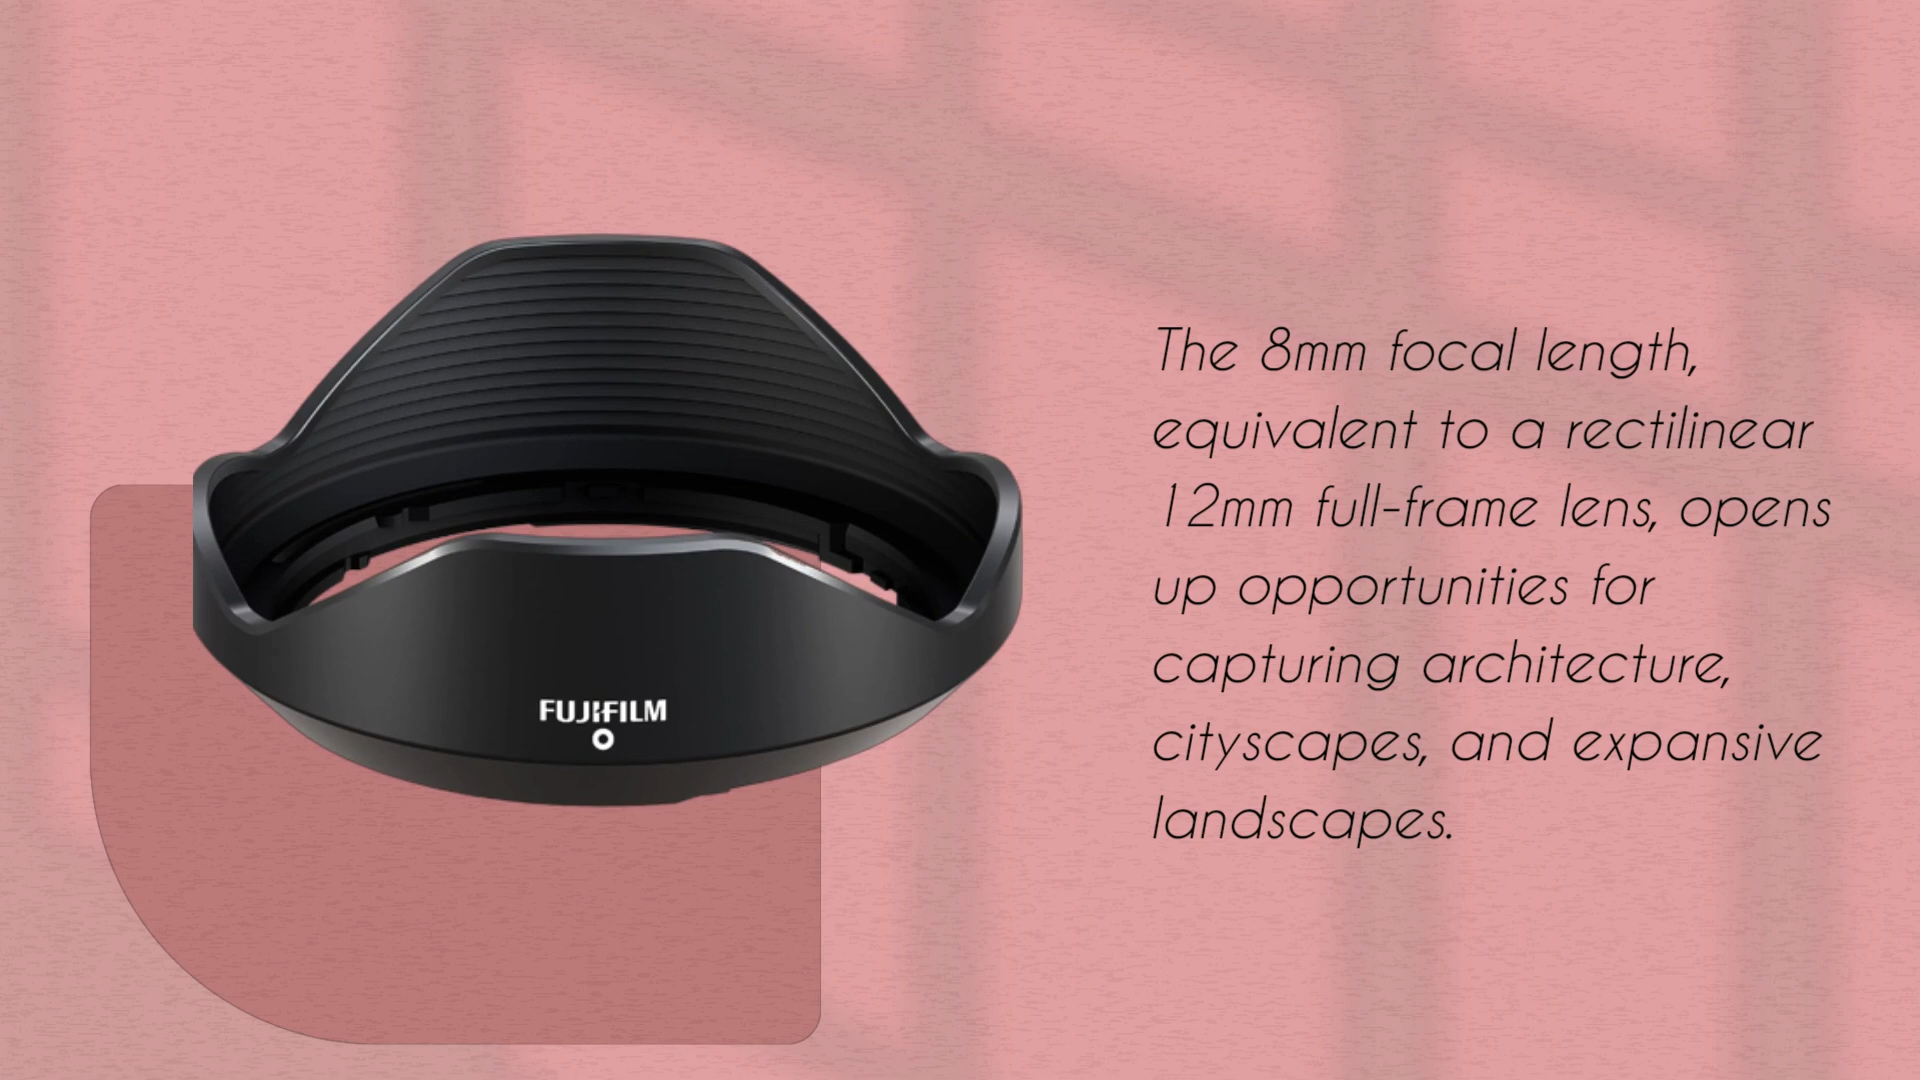 FUJIFILM
The 8mm focal length,
equivalent to a rectilinear
12mm full-frame lens, opens
up opportunities for
capturing architecture,
cityscapes, and expansive
landscapes.